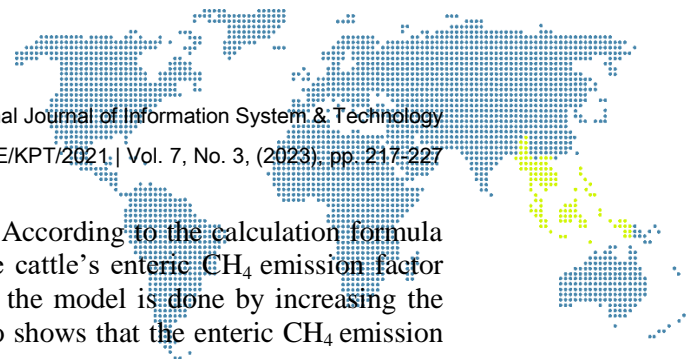 nal Journal of Information System & Technology
E/KPT/2021 | Vol. 7, No. 3, (2023), pp. 217-227
According to the calculation formula
e cattle's enteric CH₄ emission factor
the model is done by increasing the
o shows that the enteric CH₄ emission